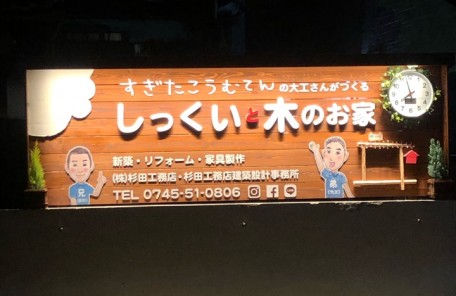 すぎたこうむてんの大工さんがつくる
しっくいと木のお家
新築・リフォーム・家具製作
㈱杉田工務店・杉田工務店建築設計事務所
TEL 0745-51-0806
兄
弟